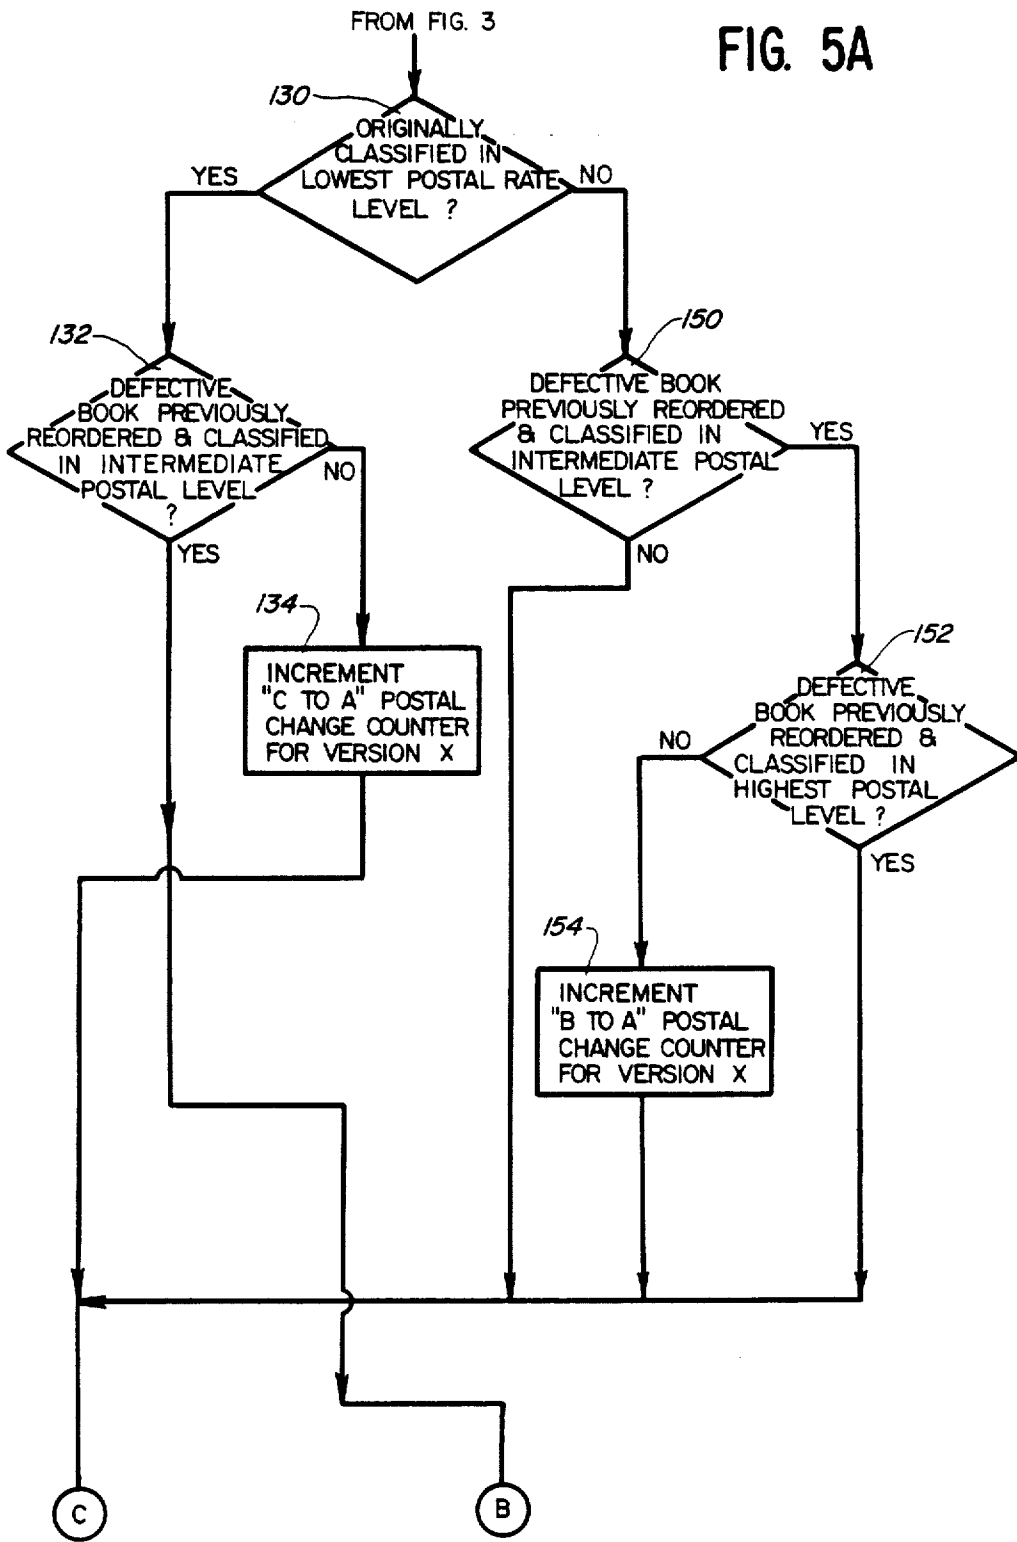 FROM FIG. 3
FIG. 5A
130
ORIGINALLY
CLASSIFIED IN
LOWEST POSTAL RATE
LEVEL ?
YES
NO
132
DEFECTIVE
BOOK PREVIOUSLY
REORDERED & CLASSIFIED
IN INTERMEDIATE
POSTAL LEVEL
?
NO
YES
150
DEFECTIVE BOOK
PREVIOUSLY REORDERED
& CLASSIFIED IN
INTERMEDIATE POSTAL
LEVEL ?
YES
NO
134
INCREMENT
"C TO A" POSTAL
CHANGE COUNTER
FOR VERSION X
152
DEFECTIVE
BOOK PREVIOUSLY
REORDERED &
CLASSIFIED IN
HIGHEST POSTAL
LEVEL ?
NO
YES
154
INCREMENT
"B TO A" POSTAL
CHANGE COUNTER
FOR VERSION X
C
B